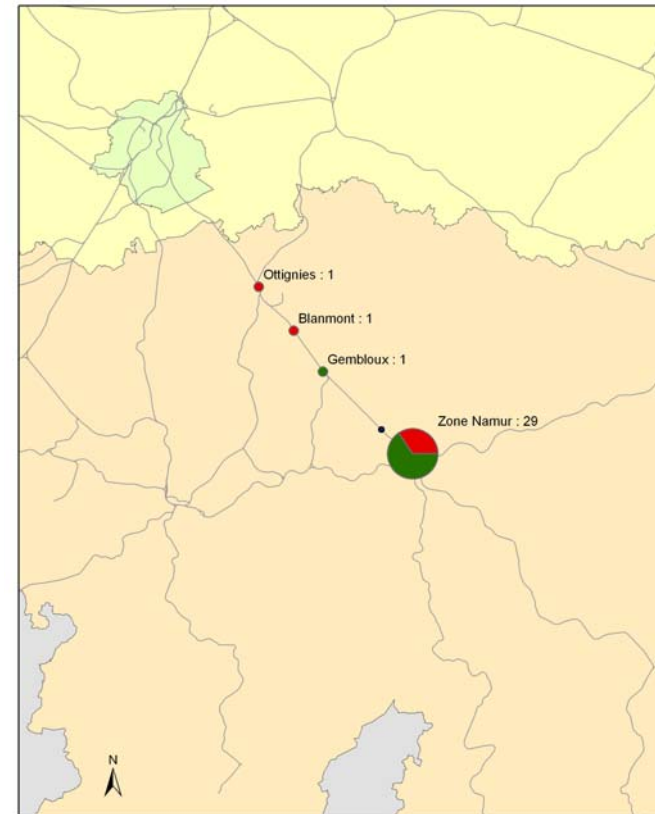 Ottignies : 1
Blanmont : 1
Gembloux : 1
Zone Namur : 29
N